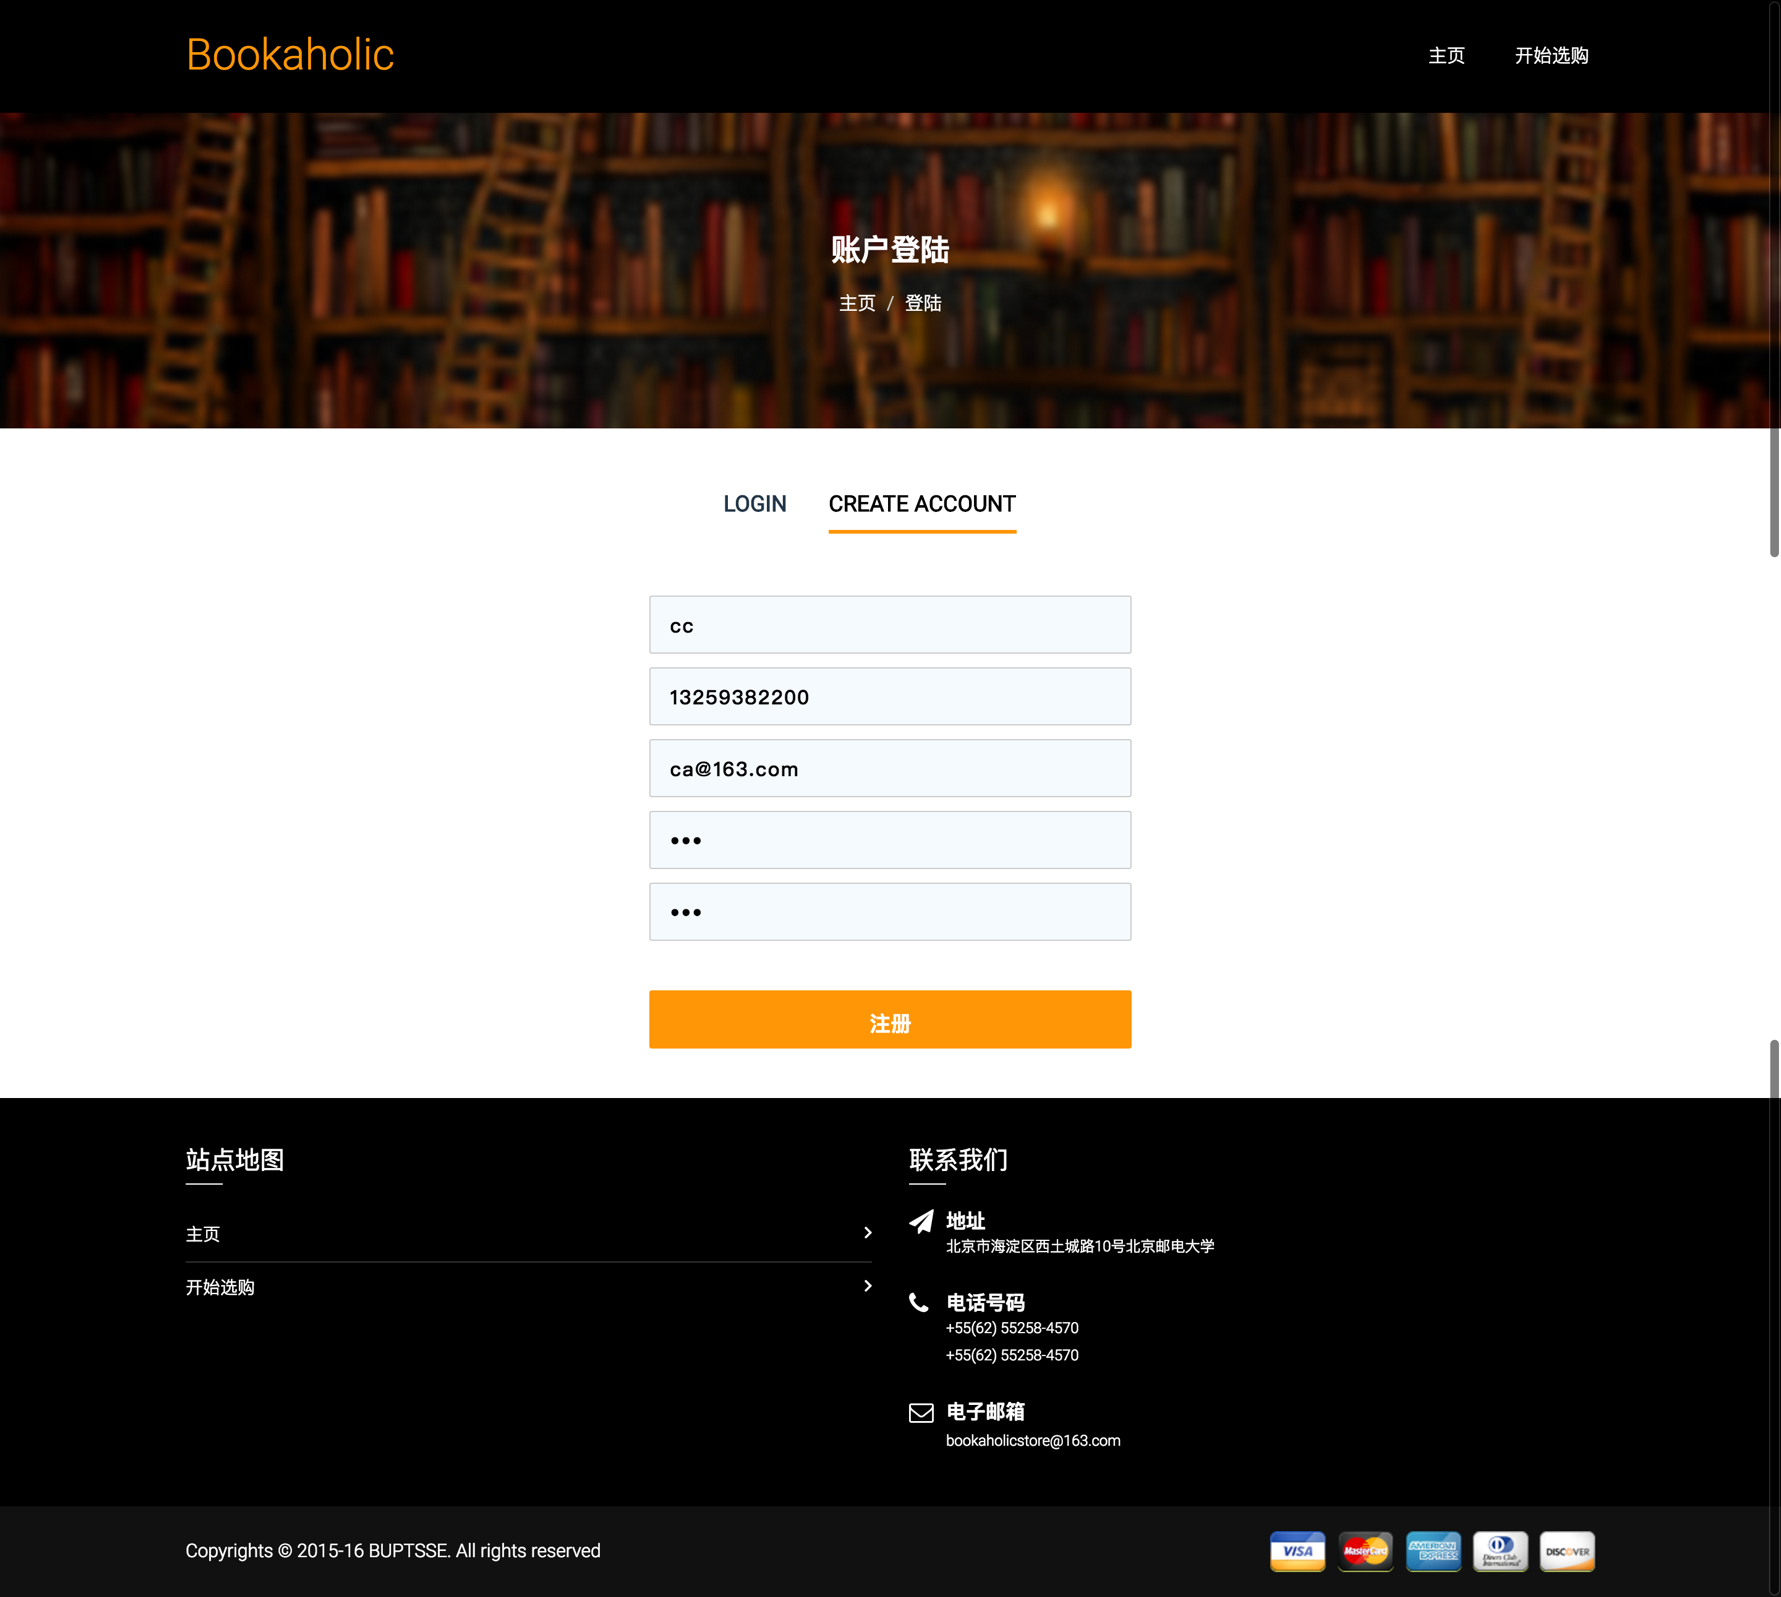 Bookaholic
主页 开始选购
账户登陆
主页 / 登陆
LOGIN CREATE ACCOUNT
cc
13259382200
ca@163.com
•••
•••
注册
站点地图
主页
开始选购
联系我们
地址
北京市海淀区西土城路10号北京邮电大学
电话号码
+55(62) 55258-4570
+55(62) 55258-4570
电子邮箱
bookaholicstore@163.com
Copyrights © 2015-16 BUPTSSE. All rights reserved
VISA MasterCard AMERICAN EXPRESS Diners Club International DISCOVER